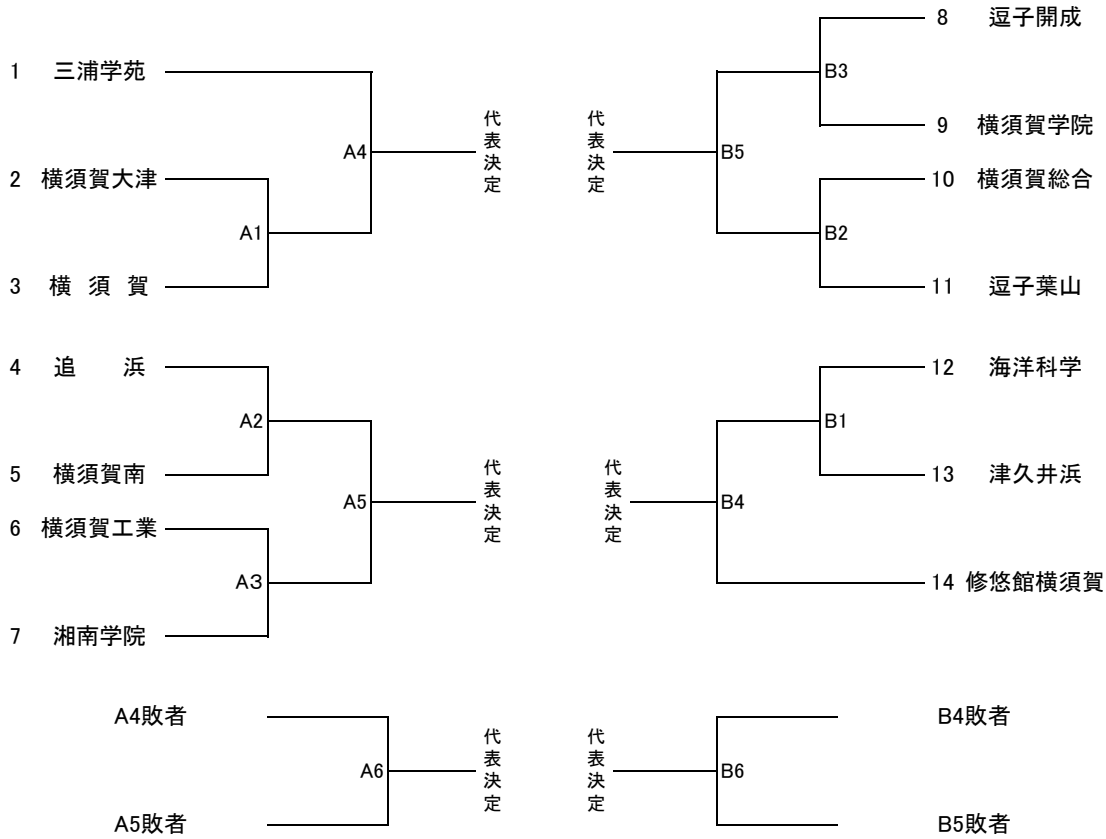 1 三浦学苑
2 横須賀大津
3 横 須 賀
A1
A4
代表決定
4 追 浜
5 横須賀南
6 横須賀工業
7 湘南学院
A2
A3
A5
代表決定
8 逗子開成
9 横須賀学院
10 横須賀総合
11 逗子葉山
B3
B2
B5
代表決定
12 海洋科学
13 津久井浜
14 修悠館横須賀
B1
B4
代表決定
A4敗者
A5敗者
A6
代表決定
B4敗者
B5敗者
B6
代表決定